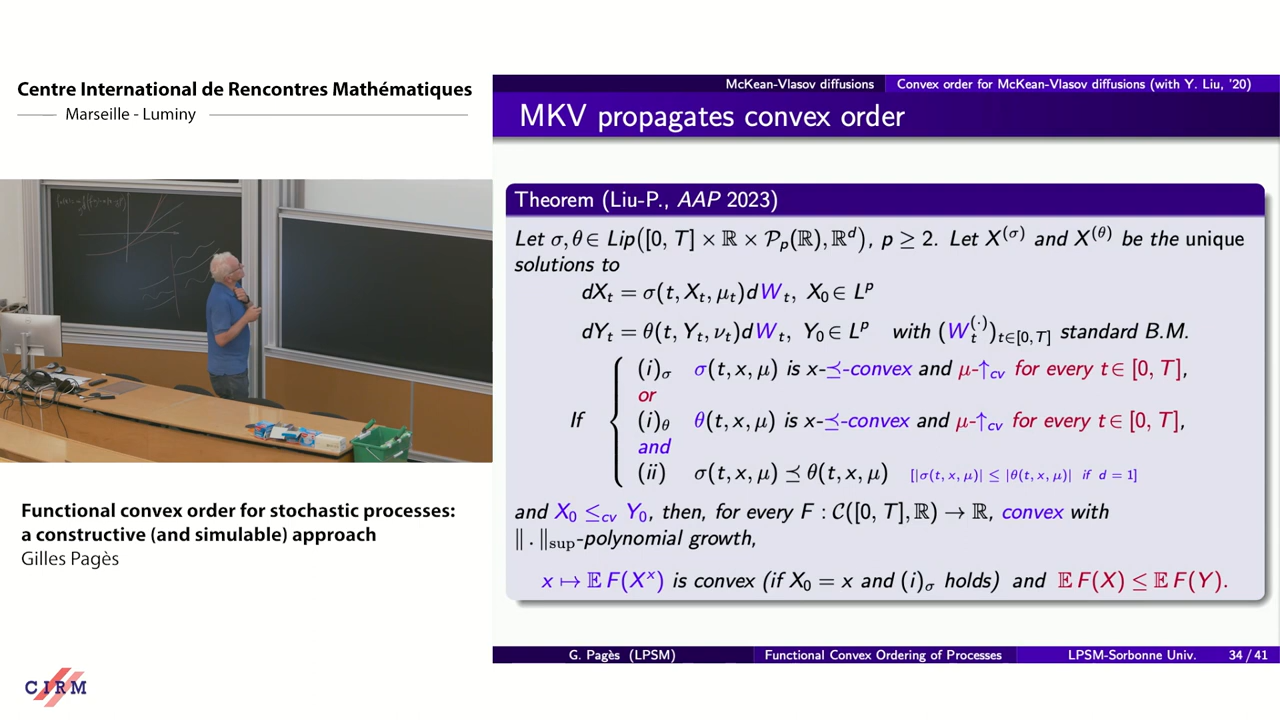 Centre International de Rencontres Mathématiques
Marseille - Luminy
Functional convex order for stochastic processes:
a constructive (and simulable) approach
Gilles Pagès
CIRM
McKean-Vlasov diffusions Convex order for McKean-Vlasov diffusions (with Y. Liu, '20)
MKV propagates convex order
Theorem (Liu-P., AAP 2023)
Let σ, θ ∈ Lip([0, T] × ℝ × 𝒫_p(ℝ), ℝ^d), p ≥ 2. Let X^(σ) and X^(θ) be the unique
solutions to
dX_t = σ(t, X_t, μ_t)dW_t, X_0 ∈ L^p
dY_t = θ(t, Y_t, ν_t)dW_t, Y_0 ∈ L^p with (W_t^(·))_{t∈[0,T]} standard B.M.
(i)_σ σ(t, x, μ) is x-⪯-convex and μ-↑_cv for every t ∈ [0, T],
or
If (i)_θ θ(t, x, μ) is x-⪯-convex and μ-↑_cv for every t ∈ [0, T],
and
(ii) σ(t, x, μ) ⪯ θ(t, x, μ) [|σ(t, x, μ)| ≤ |θ(t, x, μ)| if d = 1]
and X_0 ≤_cv Y_0, then, for every F : 𝒞([0, T], ℝ) → ℝ, convex with
‖ . ‖_sup-polynomial growth,
x ↦ 𝔼 F(X^x) is convex (if X_0 = x and (i)_σ holds) and 𝔼 F(X) ≤ 𝔼 F(Y).
G. Pagès (LPSM) Functional Convex Ordering of Processes LPSM-Sorbonne Univ. 34 / 41